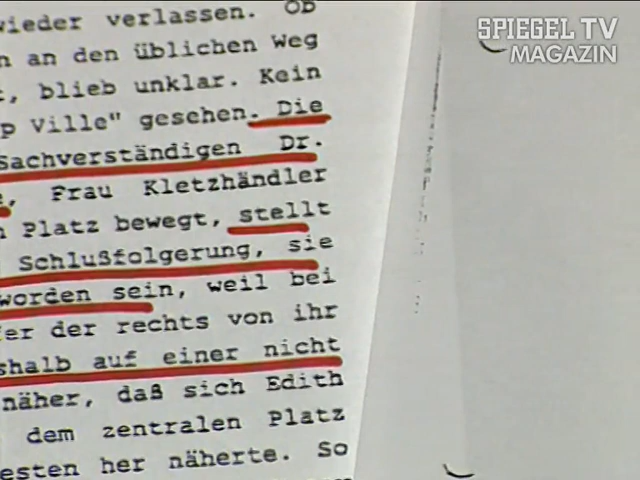 wieder verlassen. Ob
n an den üblichen Weg
, blieb unklar. Kein
p Ville" gesehen. Die
Sachverständigen Dr.
, Frau Kletzhändler
n Platz bewegt, stellt
Schlußfolgerung, sie
worden sein, weil bei
fer der rechts von ihr
shalb auf einer nicht
näher, daß sich Edith
dem zentralen Platz
esten her näherte. So
SPIEGEL TV
MAGAZIN